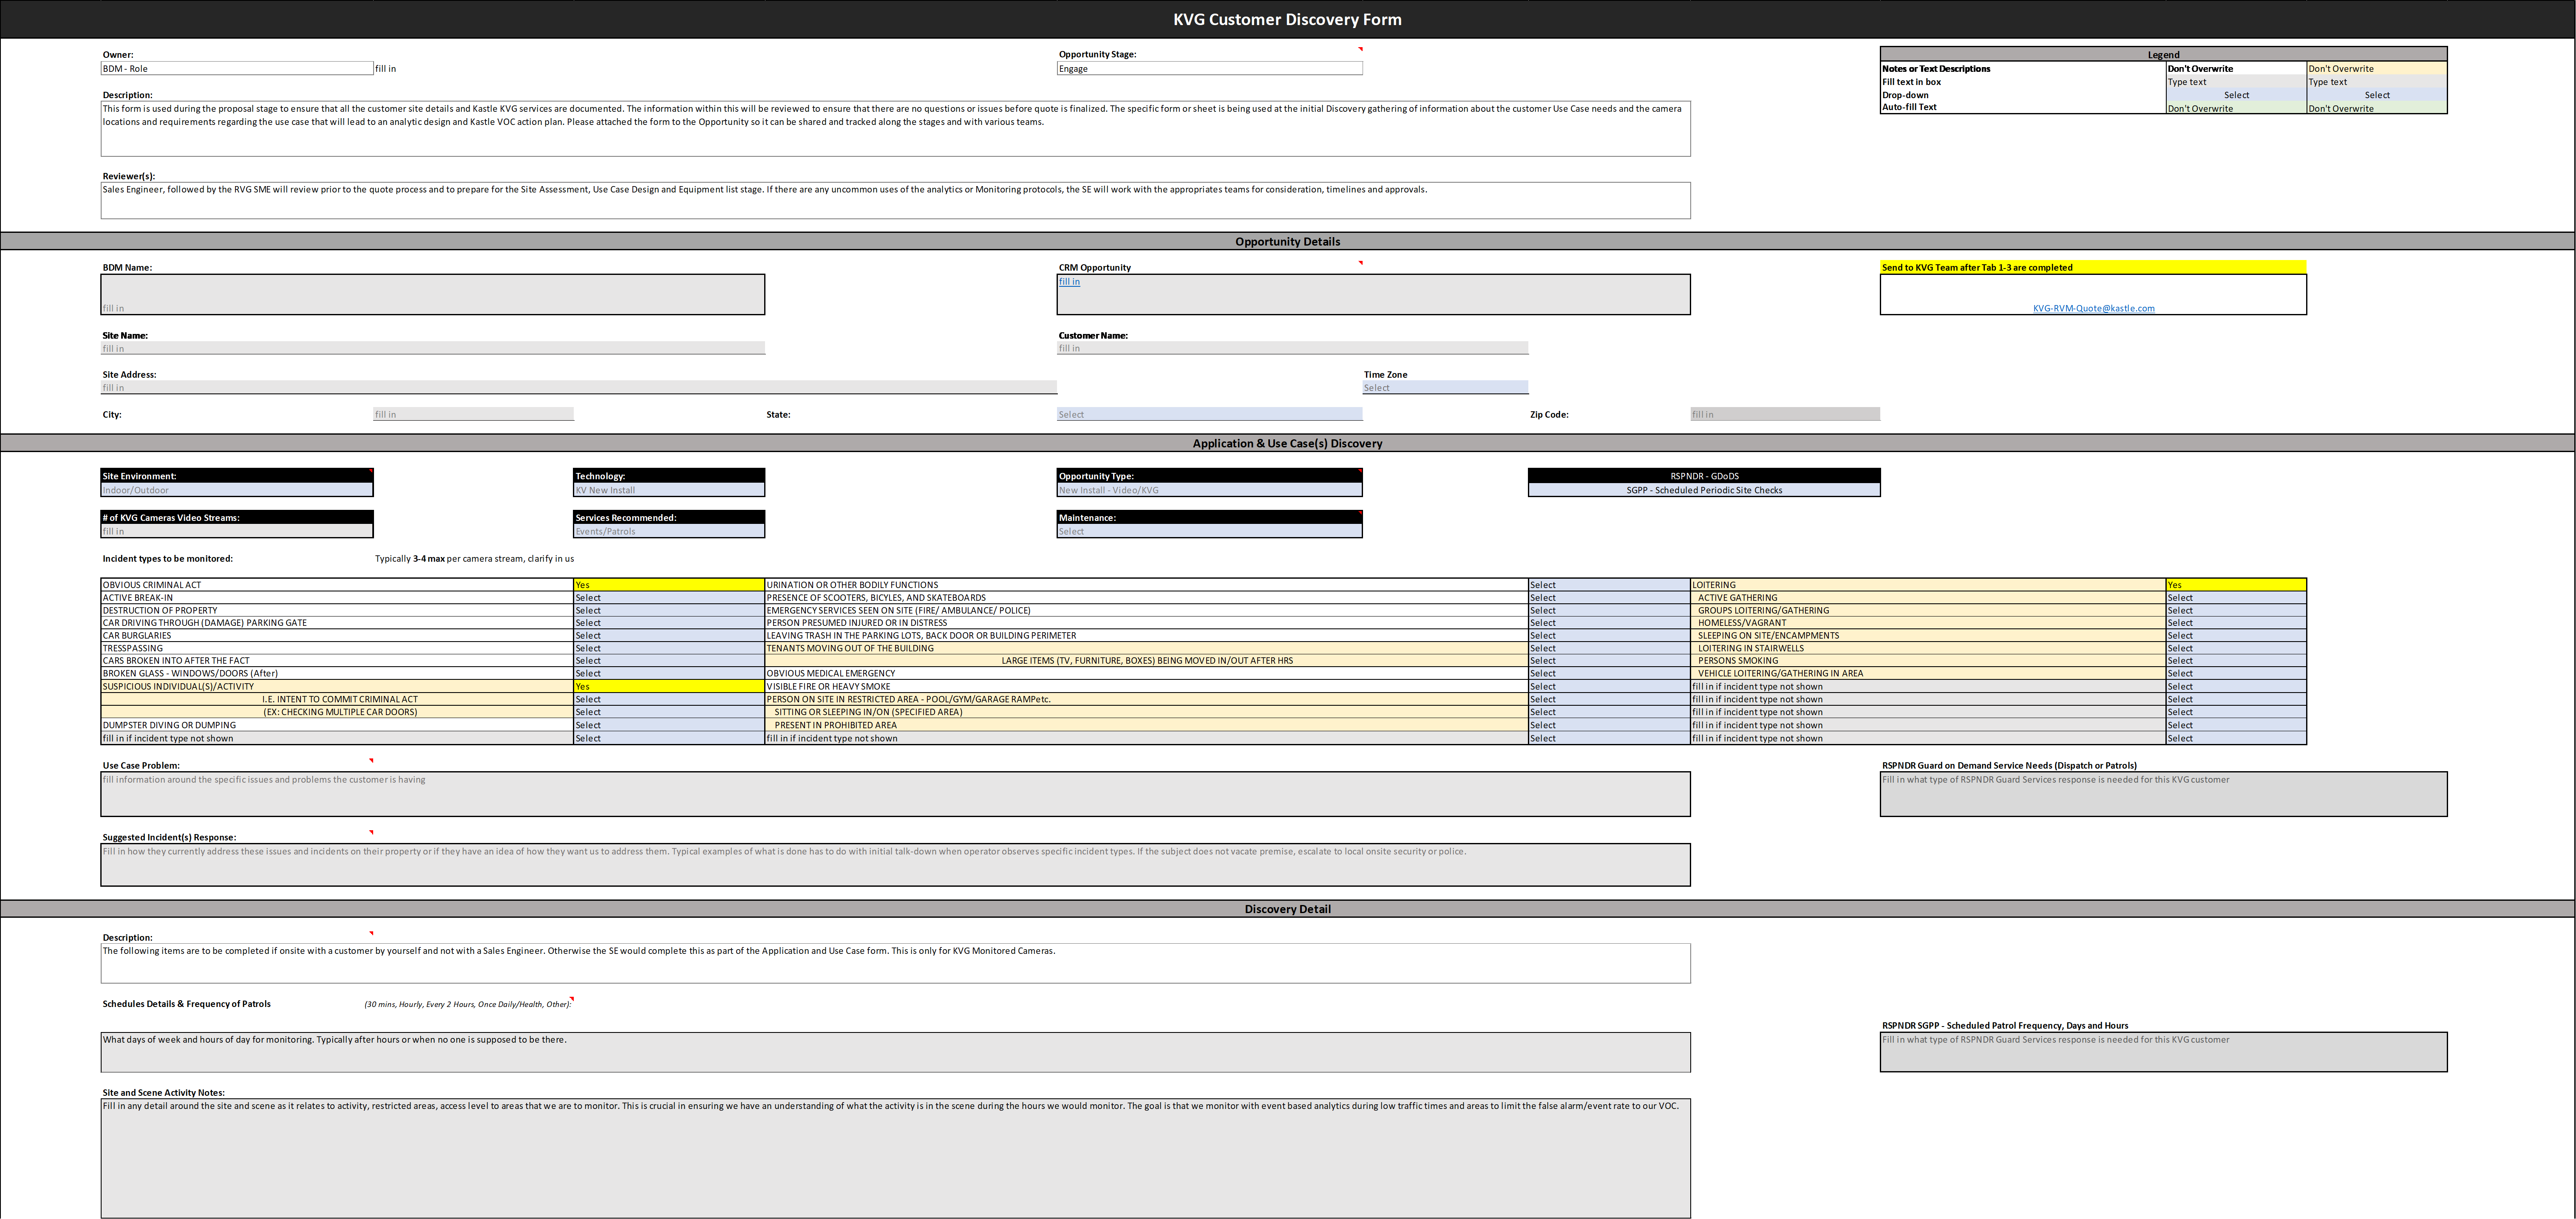 KVG Customer Discovery Form
Owner:
BDM - Role
fill in
Opportunity Stage:
Engage
Legend
Notes or Text Descriptions Don't Overwrite Don't Overwrite
Fill text in box Type text Type text
Drop-down Select Select
Auto-fill Text Don't Overwrite Don't Overwrite
Description:
This form is used during the proposal stage to ensure that all the customer site details and Kastle KVG services are documented. The information within this will be reviewed to ensure that there are no questions or issues before quote is finalized. The specific form or sheet is being used at the initial Discovery gathering of information about the customer Use Case needs and the camera
locations and requirements regarding the use case that will lead to an analytic design and Kastle VOC action plan. Please attached the form to the Opportunity so it can be shared and tracked along the stages and with various teams.
Reviewer(s):
Sales Engineer, followed by the RVG SME will review prior to the quote process and to prepare for the Site Assessment, Use Case Design and Equipment list stage. If there are any uncommon uses of the analytics or Monitoring protocols, the SE will work with the appropriates teams for consideration, timelines and approvals.
Opportunity Details
BDM Name:
fill in
CRM Opportunity
fill in
Send to KVG Team after Tab 1-3 are completed
KVG-RVM-Quote@kastle.com
Site Name:
fill in
Customer Name:
fill in
Site Address:
fill in
Time Zone
Select
City: fill in State: Select Zip Code: fill in
Application & Use Case(s) Discovery
Site Environment:
Indoor/Outdoor
Technology:
KV New Install
Opportunity Type:
New Install - Video/KVG
RSPNDR - GDoDS
SGPP - Scheduled Periodic Site Checks
# of KVG Cameras Video Streams:
fill in
Services Recommended:
Events/Patrols
Maintenance:
Select
Incident types to be monitored: Typically 3-4 max per camera stream, clarify in us
OBVIOUS CRIMINAL ACT Yes URINATION OR OTHER BODILY FUNCTIONS Select LOITERING Yes
ACTIVE BREAK-IN Select PRESENCE OF SCOOTERS, BICYLES, AND SKATEBOARDS Select ACTIVE GATHERING Select
DESTRUCTION OF PROPERTY Select EMERGENCY SERVICES SEEN ON SITE (FIRE/ AMBULANCE/ POLICE) Select GROUPS LOITERING/GATHERING Select
CAR DRIVING THROUGH (DAMAGE) PARKING GATE Select PERSON PRESUMED INJURED OR IN DISTRESS Select HOMELESS/VAGRANT Select
CAR BURGLARIES Select LEAVING TRASH IN THE PARKING LOTS, BACK DOOR OR BUILDING PERIMETER Select SLEEPING ON SITE/ENCAMPMENTS Select
TRESSPASSING Select TENANTS MOVING OUT OF THE BUILDING Select LOITERING IN STAIRWELLS Select
CARS BROKEN INTO AFTER THE FACT Select LARGE ITEMS (TV, FURNITURE, BOXES) BEING MOVED IN/OUT AFTER HRS Select PERSONS SMOKING Select
BROKEN GLASS - WINDOWS/DOORS (After) Select OBVIOUS MEDICAL EMERGENCY Select VEHICLE LOITERING/GATHERING IN AREA Select
SUSPICIOUS INDIVIDUAL(S)/ACTIVITY Yes VISIBLE FIRE OR HEAVY SMOKE Select fill in if incident type not shown Select
I.E. INTENT TO COMMIT CRIMINAL ACT Select PERSON ON SITE IN RESTRICTED AREA - POOL/GYM/GARAGE RAMPetc. Select fill in if incident type not shown Select
(EX: CHECKING MULTIPLE CAR DOORS) Select SITTING OR SLEEPING IN/ON (SPECIFIED AREA) Select fill in if incident type not shown Select
DUMPSTER DIVING OR DUMPING Select PRESENT IN PROHIBITED AREA Select fill in if incident type not shown Select
fill in if incident type not shown Select fill in if incident type not shown Select fill in if incident type not shown Select
Use Case Problem:
fill information around the specific issues and problems the customer is having
RSPNDR Guard on Demand Service Needs (Dispatch or Patrols)
Fill in what type of RSPNDR Guard Services response is needed for this KVG customer
Suggested Incident(s) Response:
Fill in how they currently address these issues and incidents on their property or if they have an idea of how they want us to address them. Typical examples of what is done has to do with initial talk-down when operator observes specific incident types. If the subject does not vacate premise, escalate to local onsite security or police.
Discovery Detail
Description:
The following items are to be completed if onsite with a customer by yourself and not with a Sales Engineer. Otherwise the SE would complete this as part of the Application and Use Case form. This is only for KVG Monitored Cameras.
Schedules Details & Frequency of Patrols (30 mins, Hourly, Every 2 Hours, Once Daily/Health, Other):
What days of week and hours of day for monitoring. Typically after hours or when no one is supposed to be there.
RSPNDR SGPP - Scheduled Patrol Frequency, Days and Hours
Fill in what type of RSPNDR Guard Services response is needed for this KVG customer
Site and Scene Activity Notes:
Fill in any detail around the site and scene as it relates to activity, restricted areas, access level to areas that we are to monitor. This is crucial in ensuring we have an understanding of what the activity is in the scene during the hours we would monitor. The goal is that we monitor with event based analytics during low traffic times and areas to limit the false alarm/event rate to our VOC.